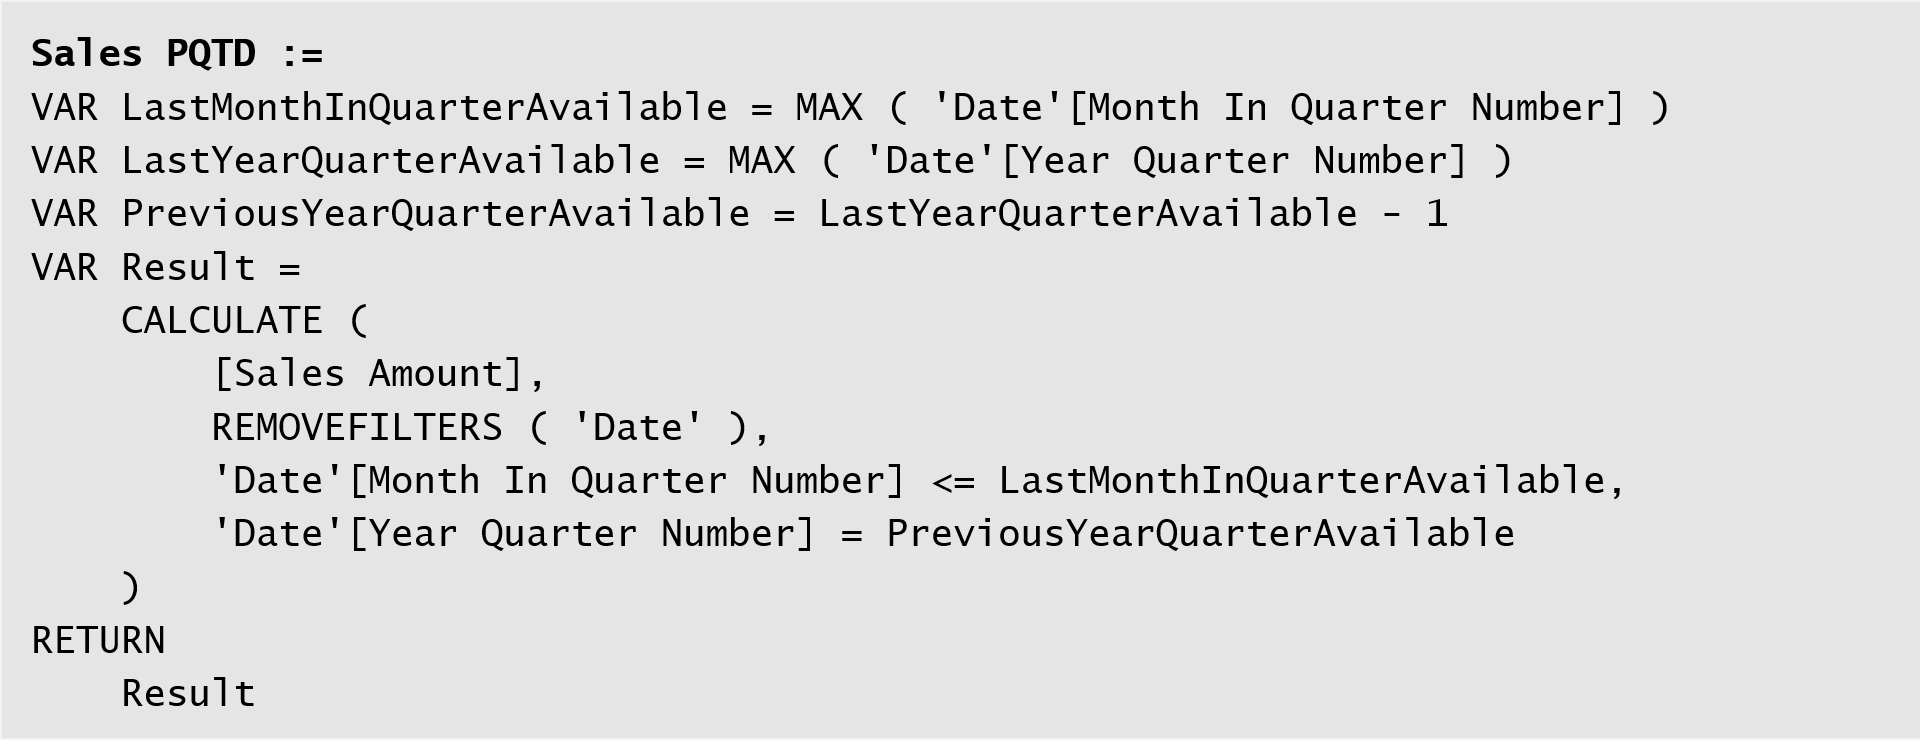 Sales PQTD :=
VAR LastMonthInQuarterAvailable = MAX ( 'Date'[Month In Quarter Number] )
VAR LastYearQuarterAvailable = MAX ( 'Date'[Year Quarter Number] )
VAR PreviousYearQuarterAvailable = LastYearQuarterAvailable - 1
VAR Result =
    CALCULATE (
        [Sales Amount],
        REMOVEFILTERS ( 'Date' ),
        'Date'[Month In Quarter Number] <= LastMonthInQuarterAvailable,
        'Date'[Year Quarter Number] = PreviousYearQuarterAvailable
    )
RETURN
    Result